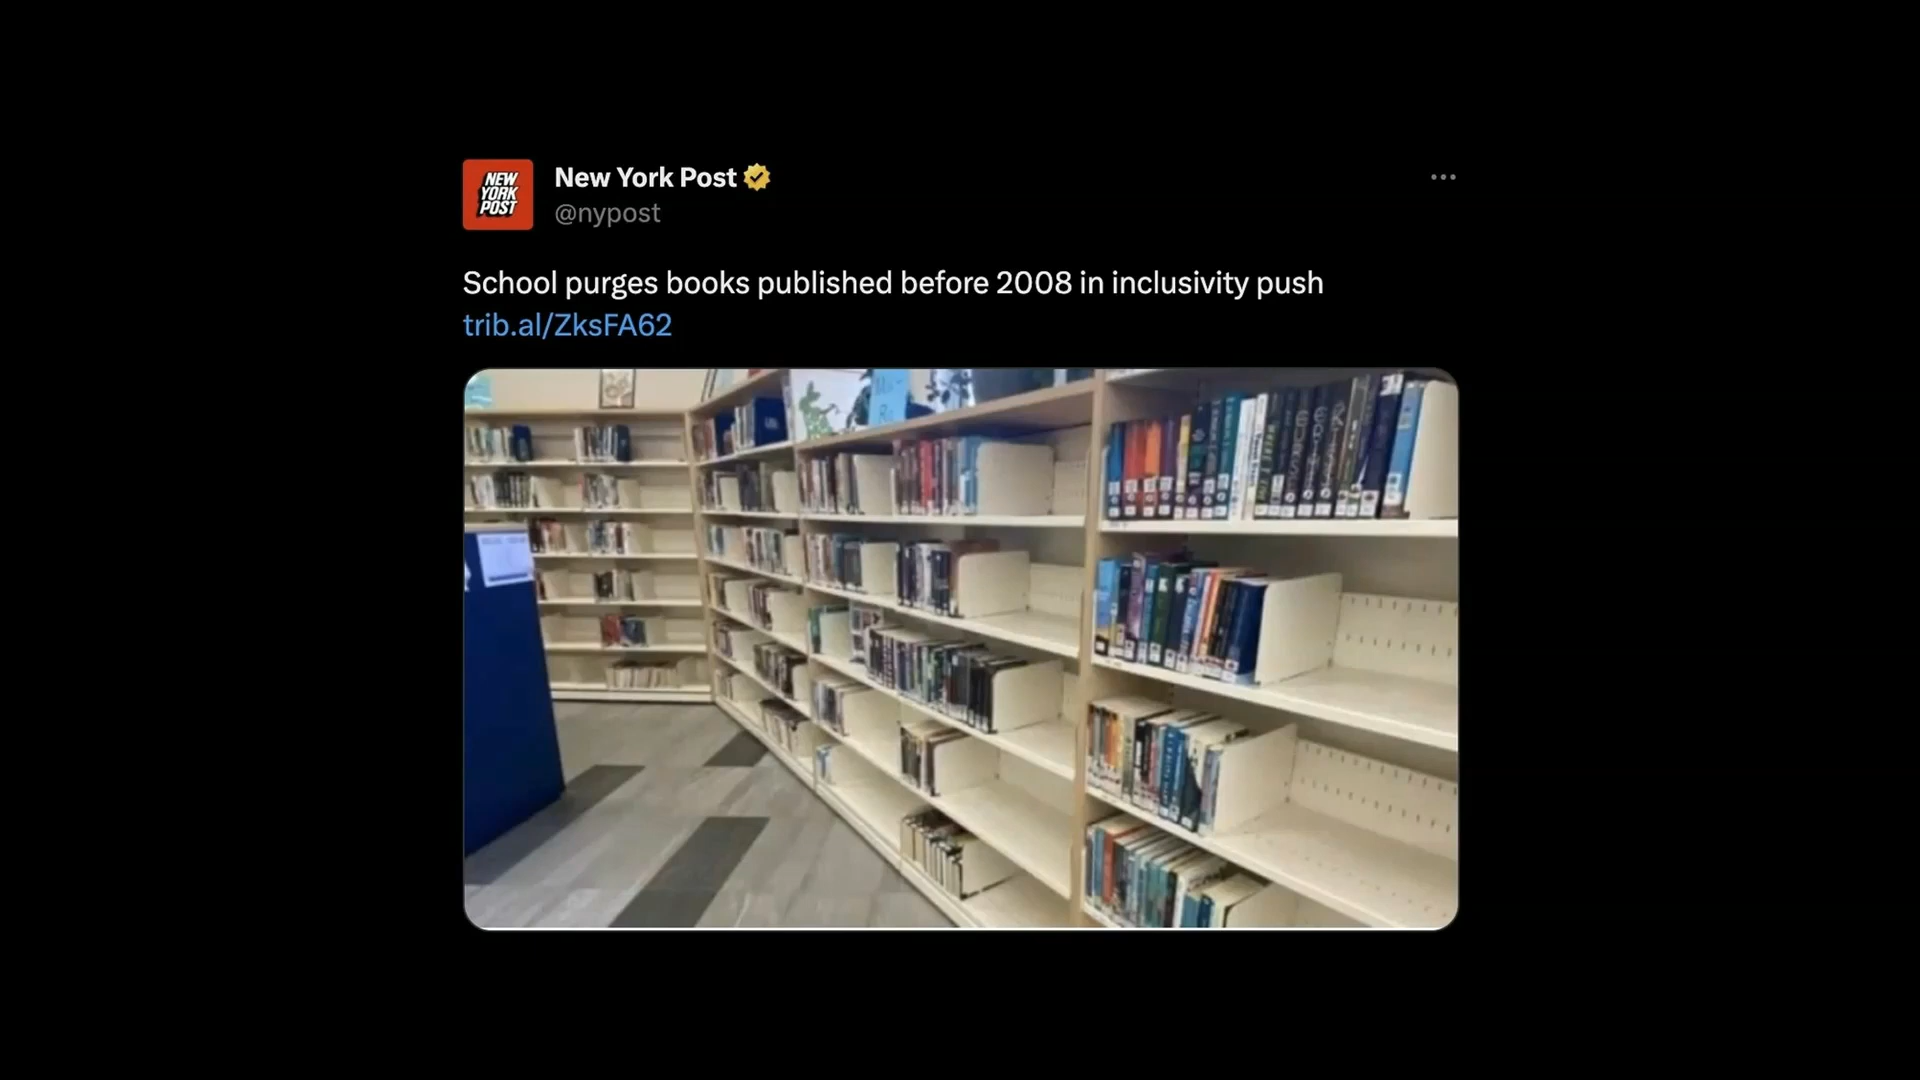 NEW
YORK
POST
New York Post
@nypost
School purges books published before 2008 in inclusivity push
trib.al/ZksFA62